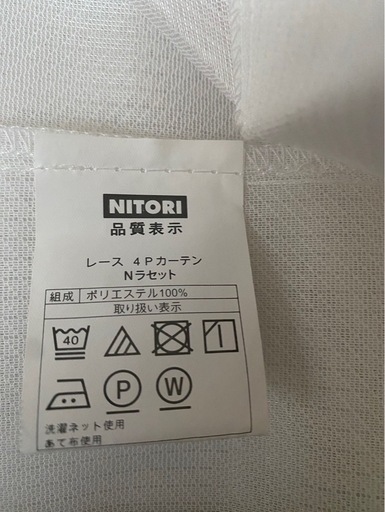 NITORI
品質表示
レース 4Pカーテン
Nラセット
組成 ポリエステル100%
取り扱い表示
40
P W
洗濯ネット使用
あて布使用